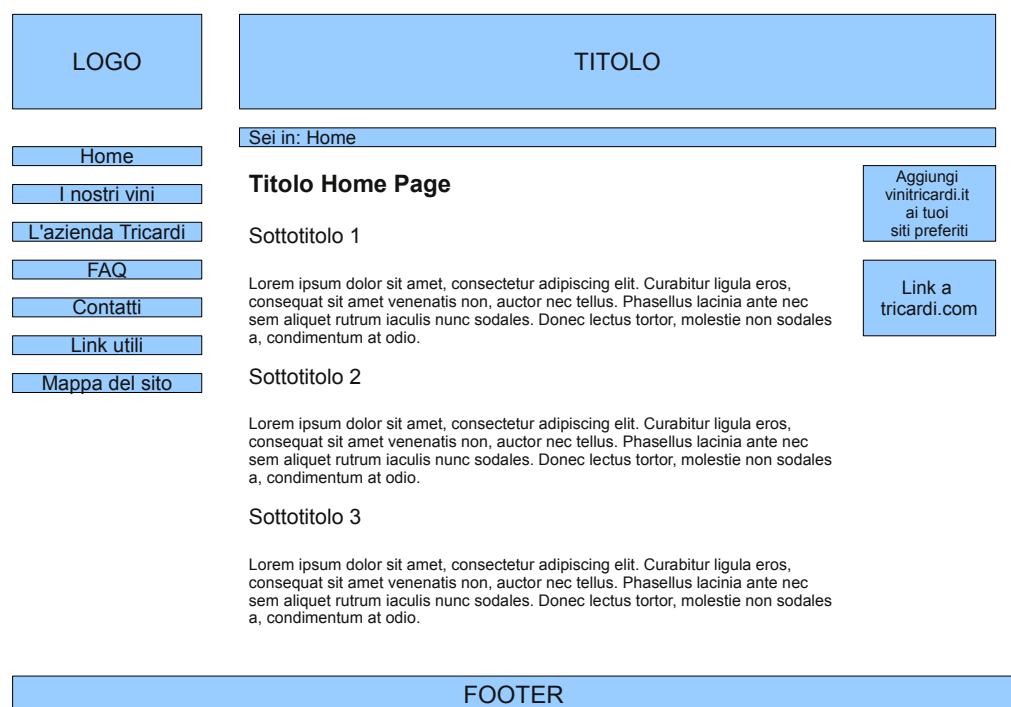 LOGO
TITOLO
Sei in: Home
Home
I nostri vini
L'azienda Tricardi
FAQ
Contatti
Link utili
Mappa del sito
Titolo Home Page
Sottotitolo 1
Lorem ipsum dolor sit amet, consectetur adipiscing elit. Curabitur ligula eros,
consequat sit amet venenatis non, auctor nec tellus. Phasellus lacinia ante nec
sem aliquet rutrum iaculis nunc sodales. Donec lectus tortor, molestie non sodales
a, condimentum at odio.
Sottotitolo 2
Lorem ipsum dolor sit amet, consectetur adipiscing elit. Curabitur ligula eros,
consequat sit amet venenatis non, auctor nec tellus. Phasellus lacinia ante nec
sem aliquet rutrum iaculis nunc sodales. Donec lectus tortor, molestie non sodales
a, condimentum at odio.
Sottotitolo 3
Lorem ipsum dolor sit amet, consectetur adipiscing elit. Curabitur ligula eros,
consequat sit amet venenatis non, auctor nec tellus. Phasellus lacinia ante nec
sem aliquet rutrum iaculis nunc sodales. Donec lectus tortor, molestie non sodales
a, condimentum at odio.
Aggiungi
vinitricardi.it
ai tuoi
siti preferiti
Link a
tricardi.com
FOOTER